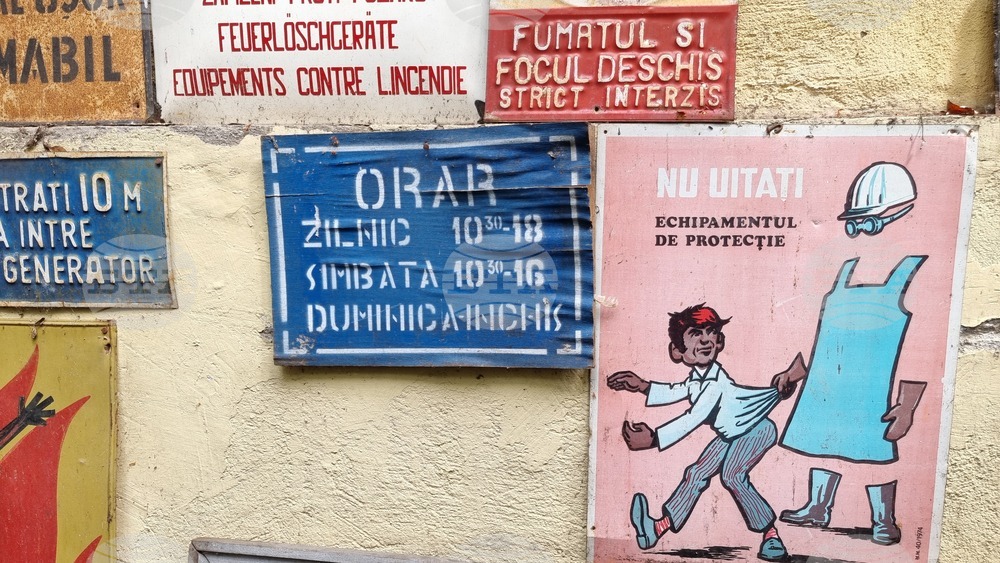 MABIL
FEUERLÖSCHGERÄTE
EQUIPEMENTS CONTRE L.INCENDIE
FUMATUL SI
FOCUL DESCHIS
STRICT INTERZIS
TRATI 10 M
A INTRE
GENERATOR
ORAR
ZILNIC 10³⁰-18
SIMBATA 10³⁰-16
DUMINICA-INCHIS
NU UITAȚI
ECHIPAMENTUL
DE PROTECȚIE